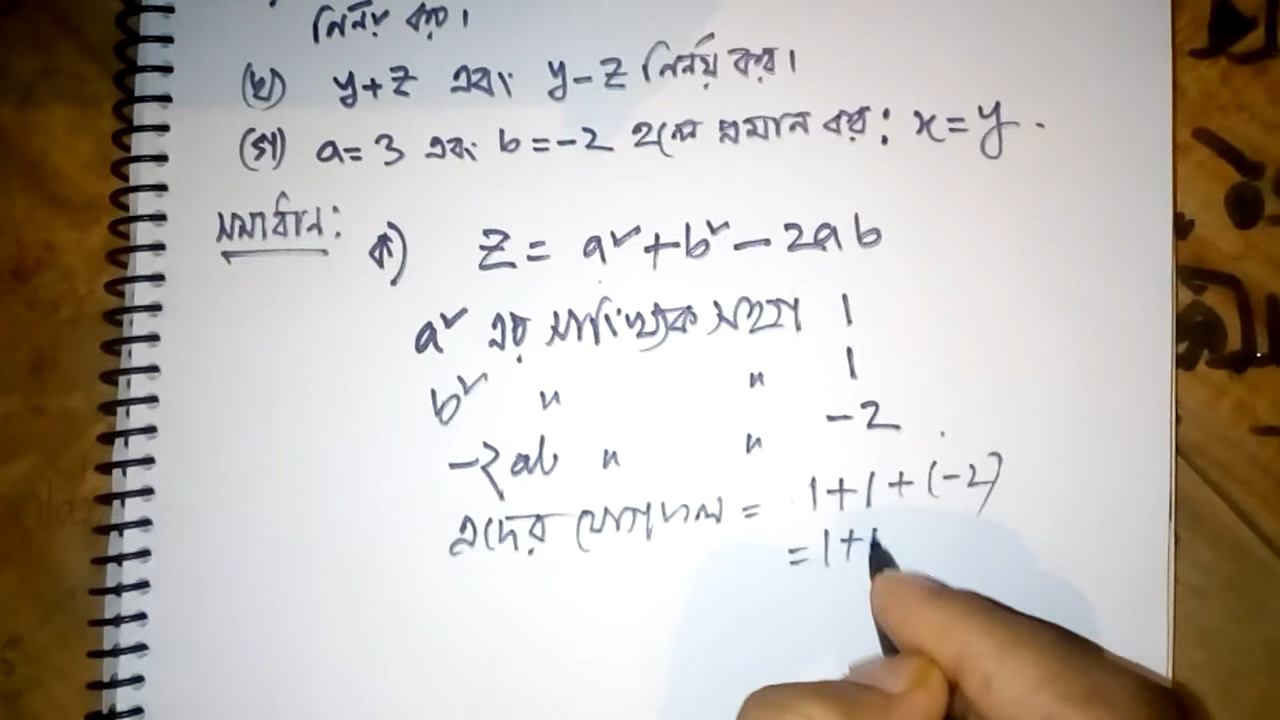 নির্ণয় কর।
(খ) y+z এবং y-z নির্ণয় কর।
(গ) a=3 এবং b=-2 হলে প্রমান কর: x=y.
সমাধান: ক) z = a² + b² - 2ab
a² এর সাংখ্যিক সহগ 1
b² " " 1
-2ab " " -2
এদের যোগফল = 1+1+(-2)
=1+1